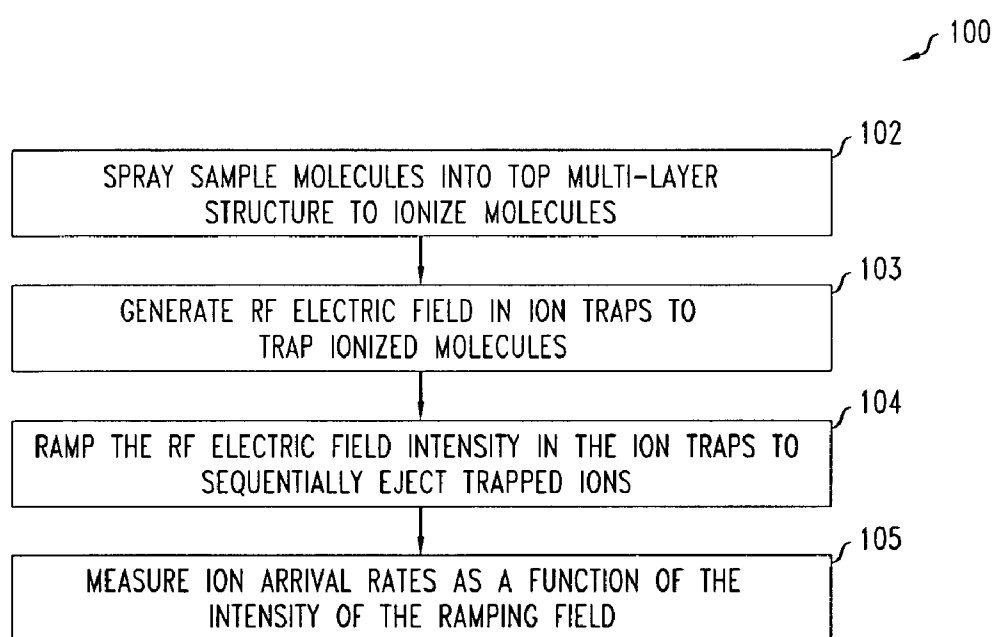 100
102
SPRAY SAMPLE MOLECULES INTO TOP MULTI-LAYER
STRUCTURE TO IONIZE MOLECULES
103
GENERATE RF ELECTRIC FIELD IN ION TRAPS TO
TRAP IONIZED MOLECULES
104
RAMP THE RF ELECTRIC FIELD INTENSITY IN THE ION TRAPS TO
SEQUENTIALLY EJECT TRAPPED IONS
105
MEASURE ION ARRIVAL RATES AS A FUNCTION OF THE
INTENSITY OF THE RAMPING FIELD